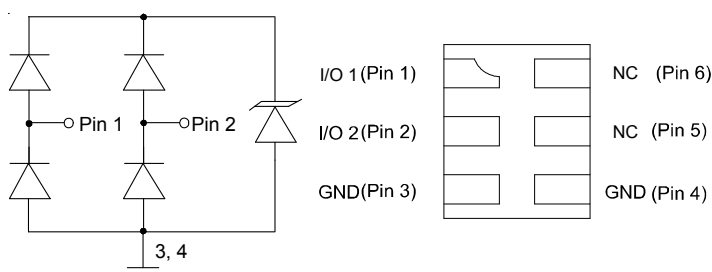 Pin 1
Pin 2
3, 4
I/O 1 (Pin 1)
NC (Pin 6)
I/O 2 (Pin 2)
NC (Pin 5)
GND (Pin 3)
GND (Pin 4)